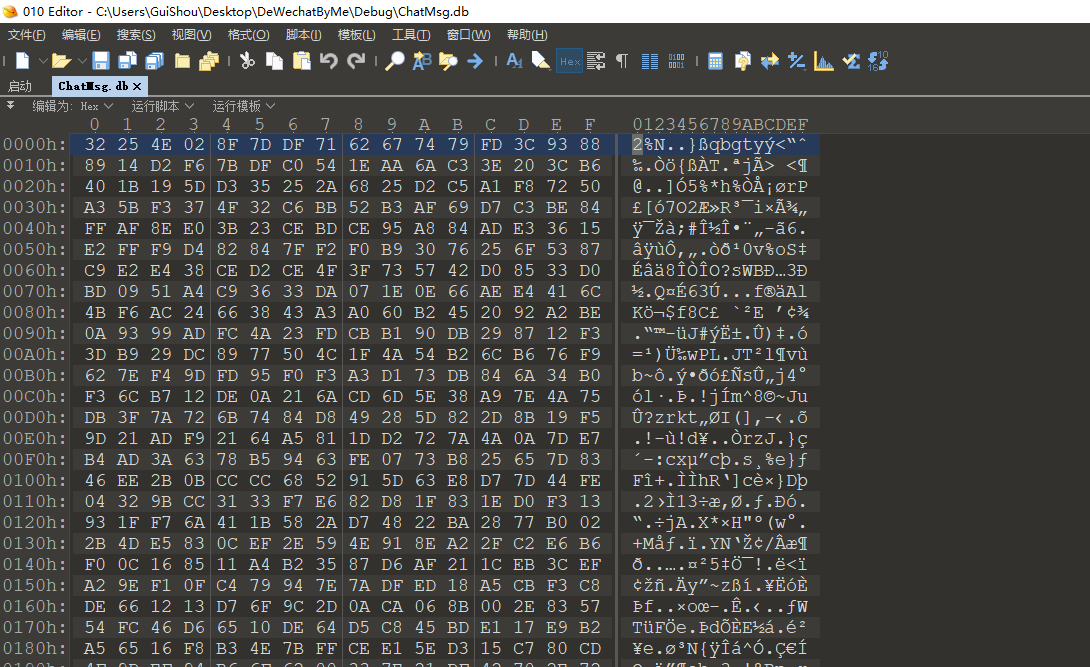 010 Editor - C:\Users\GuiShou\Desktop\DeWechatByMe\Debug\ChatMsg.db
文件(F) 编辑(E) 搜索(S) 视图(V) 格式(O) 脚本(I) 模板(L) 工具(T) 窗口(W) 帮助(H)
启动 ChatMsg.db
编辑为: Hex 运行脚本 运行模板
0 1 2 3 4 5 6 7 8 9 A B C D E F 0123456789ABCDEF
0000h: 32 25 4E 02 8F 7D DF 71 62 67 74 79 FD 3C 93 88 2%N..}ßqbgtyý<“ˆ
0010h: 89 14 D2 F6 7B DF C0 54 1E AA 6A C3 3E 20 3C B6 ‰.Òö{ßÀT.ªjÃ> <¶
0020h: 40 1B 19 5D D3 35 25 2A 68 25 D2 C5 A1 F8 72 50 @..]Ó5%*h%ÒÅ¡ørP
0030h: A3 5B F3 37 4F 32 C6 BB 52 B3 AF 69 D7 C3 BE 84 £[ó7O2Æ»R³¯i×Ã¾„
0040h: FF AF 8E E0 3B 23 CE BD CE 95 A8 84 AD E3 36 15 ÿ¯Žà;#Î½Î•¨„-ã6.
0050h: E2 FF F9 D4 82 84 7F F2 F0 B9 30 76 25 6F 53 87 âÿùÔ‚„.òð¹0v%oS‡
0060h: C9 E2 E4 38 CE D2 CE 4F 3F 73 57 42 D0 85 33 D0 Éâä8ÎÒÎO?sWBÐ…3Ð
0070h: BD 09 51 A4 C9 36 33 DA 07 1E 0E 66 AE E4 41 6C ½.Q¤É63Ú...f®äAl
0080h: 4B F6 AC 24 66 38 43 A3 A0 60 B2 45 20 92 A2 BE Kö¬$f8C£ `²E ’¢¾
0090h: 0A 93 99 AD FC 4A 23 FD CB B1 90 DB 29 87 12 F3 .“™-üJ#ýË±.Û)‡.ó
00A0h: 3D B9 29 DC 89 77 50 4C 1F 4A 54 B2 6C B6 76 F9 =¹)Ü‰wPL.JT²l¶vù
00B0h: 62 7E F4 9D FD 95 F0 F3 A3 D1 73 DB 84 6A 34 B0 b~ô.ý•ðó£ÑsÛ„j4°
00C0h: F3 6C B7 12 DE 0A 21 6A CD 6D 5E 38 A9 7E 4A 75 ól·.Þ.!jÍm^8©~Ju
00D0h: DB 3F 7A 72 6B 74 84 D8 49 28 5D 82 2D 8B 19 F5 Û?zrkt„ØI(]‚-‹.õ
00E0h: 9D 21 AD F9 21 64 A5 81 1D D2 72 7A 4A 0A 7D E7 .!-ù!d¥..ÒrzJ.}ç
00F0h: B4 AD 3A 63 78 B5 94 63 FE 07 73 B8 25 65 7D 83 ´-:cxµ”cþ.s¸%e}ƒ
0100h: 46 EE 2B 0B CC CC 68 52 91 5D 63 E8 D7 7D 44 FE Fî+.ÌÌhR‘]cè×}Dþ
0110h: 04 32 9B CC 31 33 F7 E6 82 D8 1F 83 1E D0 F3 13 .2›Ì13÷æ‚Ø.ƒ.Ðó.
0120h: 93 1F F7 6A 41 1B 58 2A D7 48 22 BA 28 77 B0 02 “.÷jA.X*×H"º(w°.
0130h: 2B 4D E5 83 0C EF 2E 59 4E 91 8E A2 2F C2 E6 B6 +Måƒ.ï.YN‘Ž¢/Âæ¶
0140h: F0 0C 16 85 11 A4 B2 35 87 D6 AF 21 1C EB 3C EF ð..….¤²5‡Ö¯!.ë<ï
0150h: A2 9E F1 0F C4 79 94 7E 7A DF ED 18 A5 CB F3 C8 ¢žñ.Äy”~zßí.¥ËóÈ
0160h: DE 66 12 13 D7 6F 9C 2D 0A CA 06 8B 00 2E 83 57 Þf..×oœ-.Ê.‹..ƒW
0170h: 54 FC 46 D6 65 10 DE 64 D5 C8 45 BD E1 17 E9 B2 TüFÖe.ÞdÕÈE½á.é²
0180h: A5 65 16 F8 B3 4E 7B FF CE E1 5E D3 15 C7 80 CD ¥e.ø³N{ÿÎá^Ó.Ç€Í